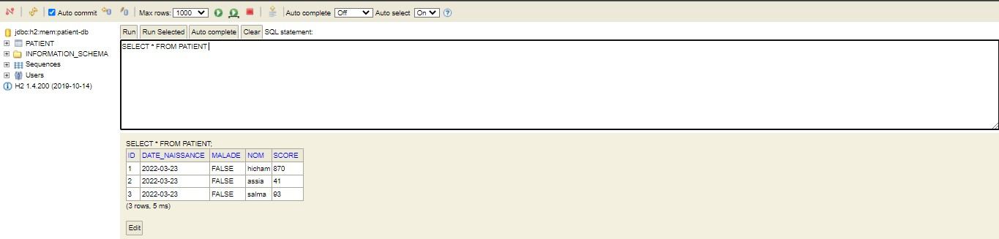 Auto commit Max rows: 1000 Auto complete Off Auto select On
jdbc:h2:mem:patient-db
PATIENT
INFORMATION_SCHEMA
Sequences
Users
H2 1.4.200 (2019-10-14)
Run Run Selected Auto complete Clear SQL statement:
SELECT * FROM PATIENT
SELECT * FROM PATIENT;
ID DATE_NAISSANCE MALADE NOM SCORE
1 2022-03-23 FALSE hicham 870
2 2022-03-23 FALSE assia 41
3 2022-03-23 FALSE salma 93
(3 rows, 5 ms)
Edit